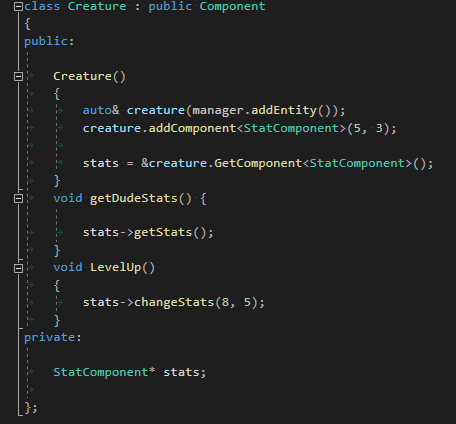 class Creature : public Component
{
public:
Creature()
{
auto& creature(manager.addEntity());
creature.addComponent<StatComponent>(5, 3);
stats = &creature.GetComponent<StatComponent>();
}
void getDudeStats() {
stats->getStats();
}
void LevelUp()
{
stats->changeStats(8, 5);
}
private:
StatComponent* stats;
};